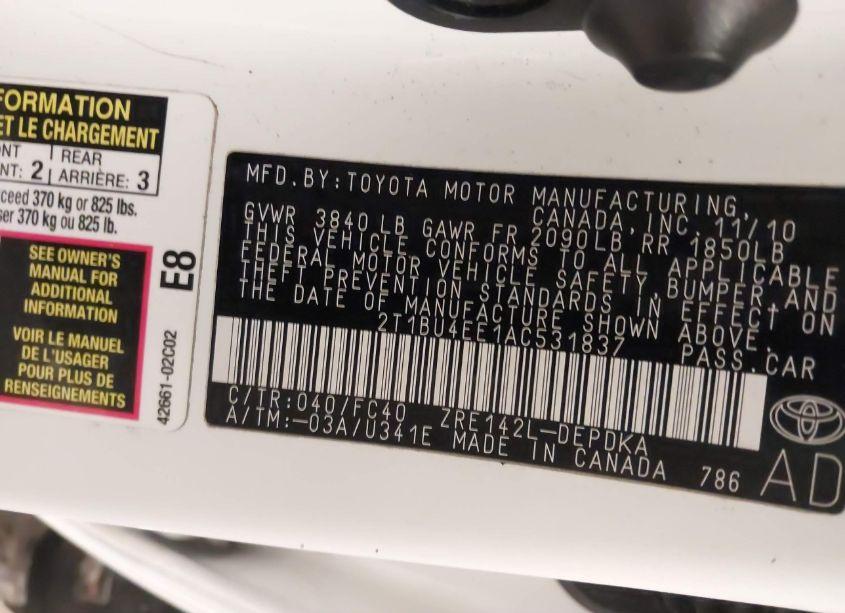 FORMATION
ET LE CHARGEMENT
NT: 2 | REAR
ARRIÈRE: 3
ceed 370 kg or 825 lbs.
ser 370 kg ou 825 lb.
SEE OWNER'S
MANUAL FOR
ADDITIONAL
INFORMATION
VOIR LE MANUEL
DE L'USAGER
POUR PLUS DE
RENSEIGNEMENTS
E8
42661-02C02
MFD. BY: TOYOTA MOTOR MANUFACTURING,
CANADA, INC. 11/10
GVWR 3840 LB GAWR FR 2090LB RR 1850LB
THIS VEHICLE CONFORMS TO ALL APPLICABLE
FEDERAL MOTOR VEHICLE SAFETY, BUMPER, AND
THEFT PREVENTION STANDARDS IN EFFECT ON
THE DATE OF MANUFACTURE SHOWN ABOVE.
2T1BU4EE1AC531837 PASS.CAR
C/TR:040/FC40 ZRE142L-DEPDKA
A/TM:-03A/U341E MADE IN CANADA 786
AD